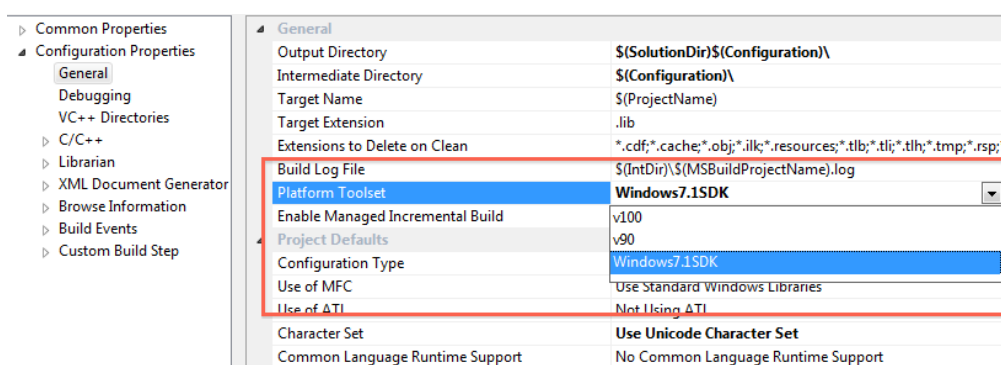 Common Properties
Configuration Properties
General
Debugging
VC++ Directories
C/C++
Librarian
XML Document Generator
Browse Information
Build Events
Custom Build Step
General
Output Directory $(SolutionDir)$(Configuration)\
Intermediate Directory $(Configuration)\
Target Name $(ProjectName)
Target Extension .lib
Extensions to Delete on Clean *.cdf;*.cache;*.obj;*.ilk;*.resources;*.tlb;*.tli;*.tlh;*.tmp;*.rsp;
Build Log File $(IntDir)\$(MSBuildProjectName).log
Platform Toolset Windows7.1SDK
Enable Managed Incremental Build v100
Project Defaults v90
Configuration Type Windows7.1SDK
Use of MFC Use Standard Windows Libraries
Use of ATL Not Using ATL
Character Set Use Unicode Character Set
Common Language Runtime Support No Common Language Runtime Support